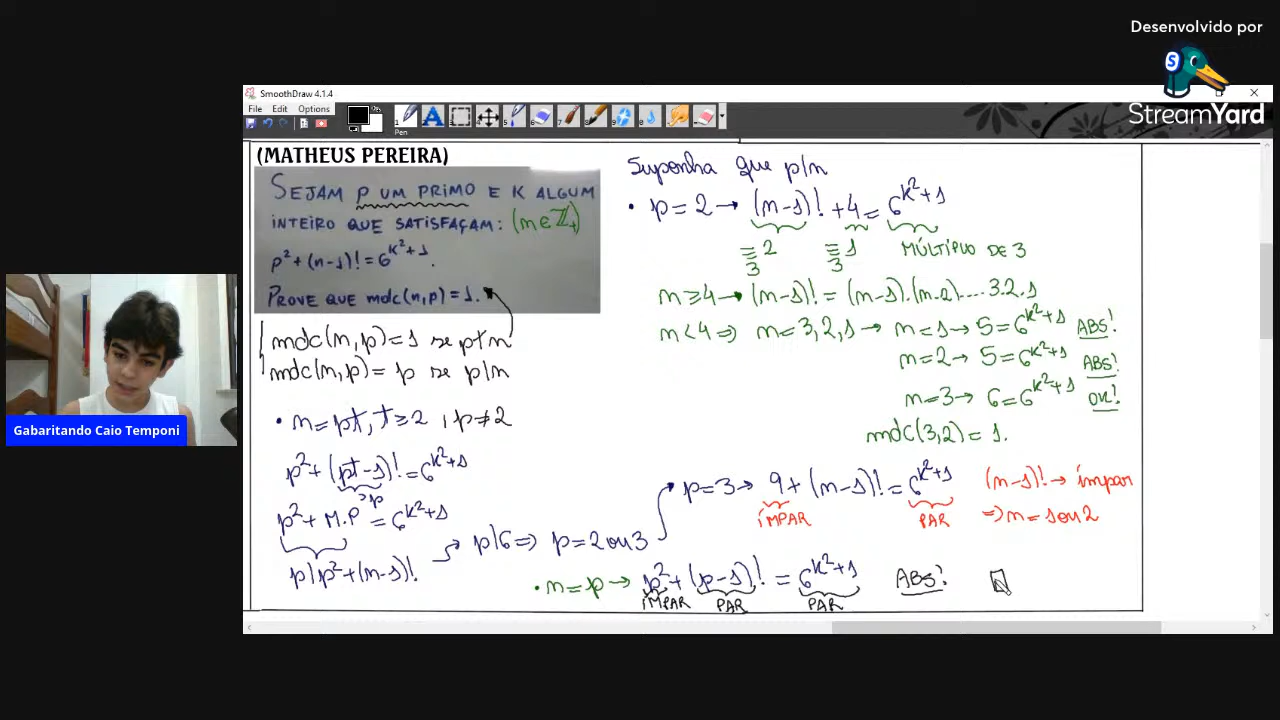 Desenvolvido por
StreamYard
SmoothDraw 4.1.4
File Edit Options
Pen
(MATHEUS PEREIRA)
SEJAM P UM PRIMO E K ALGUM
INTEIRO QUE SATISFAÇAM: (n∈ℤ₊)
p²+(n-1)!=6^{k²+1}.
PROVE QUE mdc(n,p)=1.
mdc(n,p)=1 se p∤n
mdc(n,p)=p se p|n
• n=pt, t≥2, p≠2
p²+(pt-1)!=6^{k²+1}
>p
p²+M.P=6^{k²+1}
p|p²+(n-1)!
→ p|6 ⇒ p=2 ou 3
Suponha que p|n
• p=2→ (n-1)!+4=6^{k²+1}
≡₃ 2 ≡₃ 1 MÚLTIPLO DE 3
n≥4→(n-1)!=(n-1).(n-2)....3.2.1
n<4⇒ n=3,2,1→ n=1→ 5=6^{k²+1} ABS!
n=2→ 5=6^{k²+1} ABS!
n=3→ 6=6^{k²+1} OK!
mdc(3,2)=1.
p=3→ 9+(n-1)!=6^{k²+1} (n-1)!→ ímpar
ÍMPAR PAR ⇒n=1 ou 2
• n=p→ p²+(p-1)!=6^{k²+1} ABS!
ÍMPAR PAR PAR
Gabaritando Caio Temponi